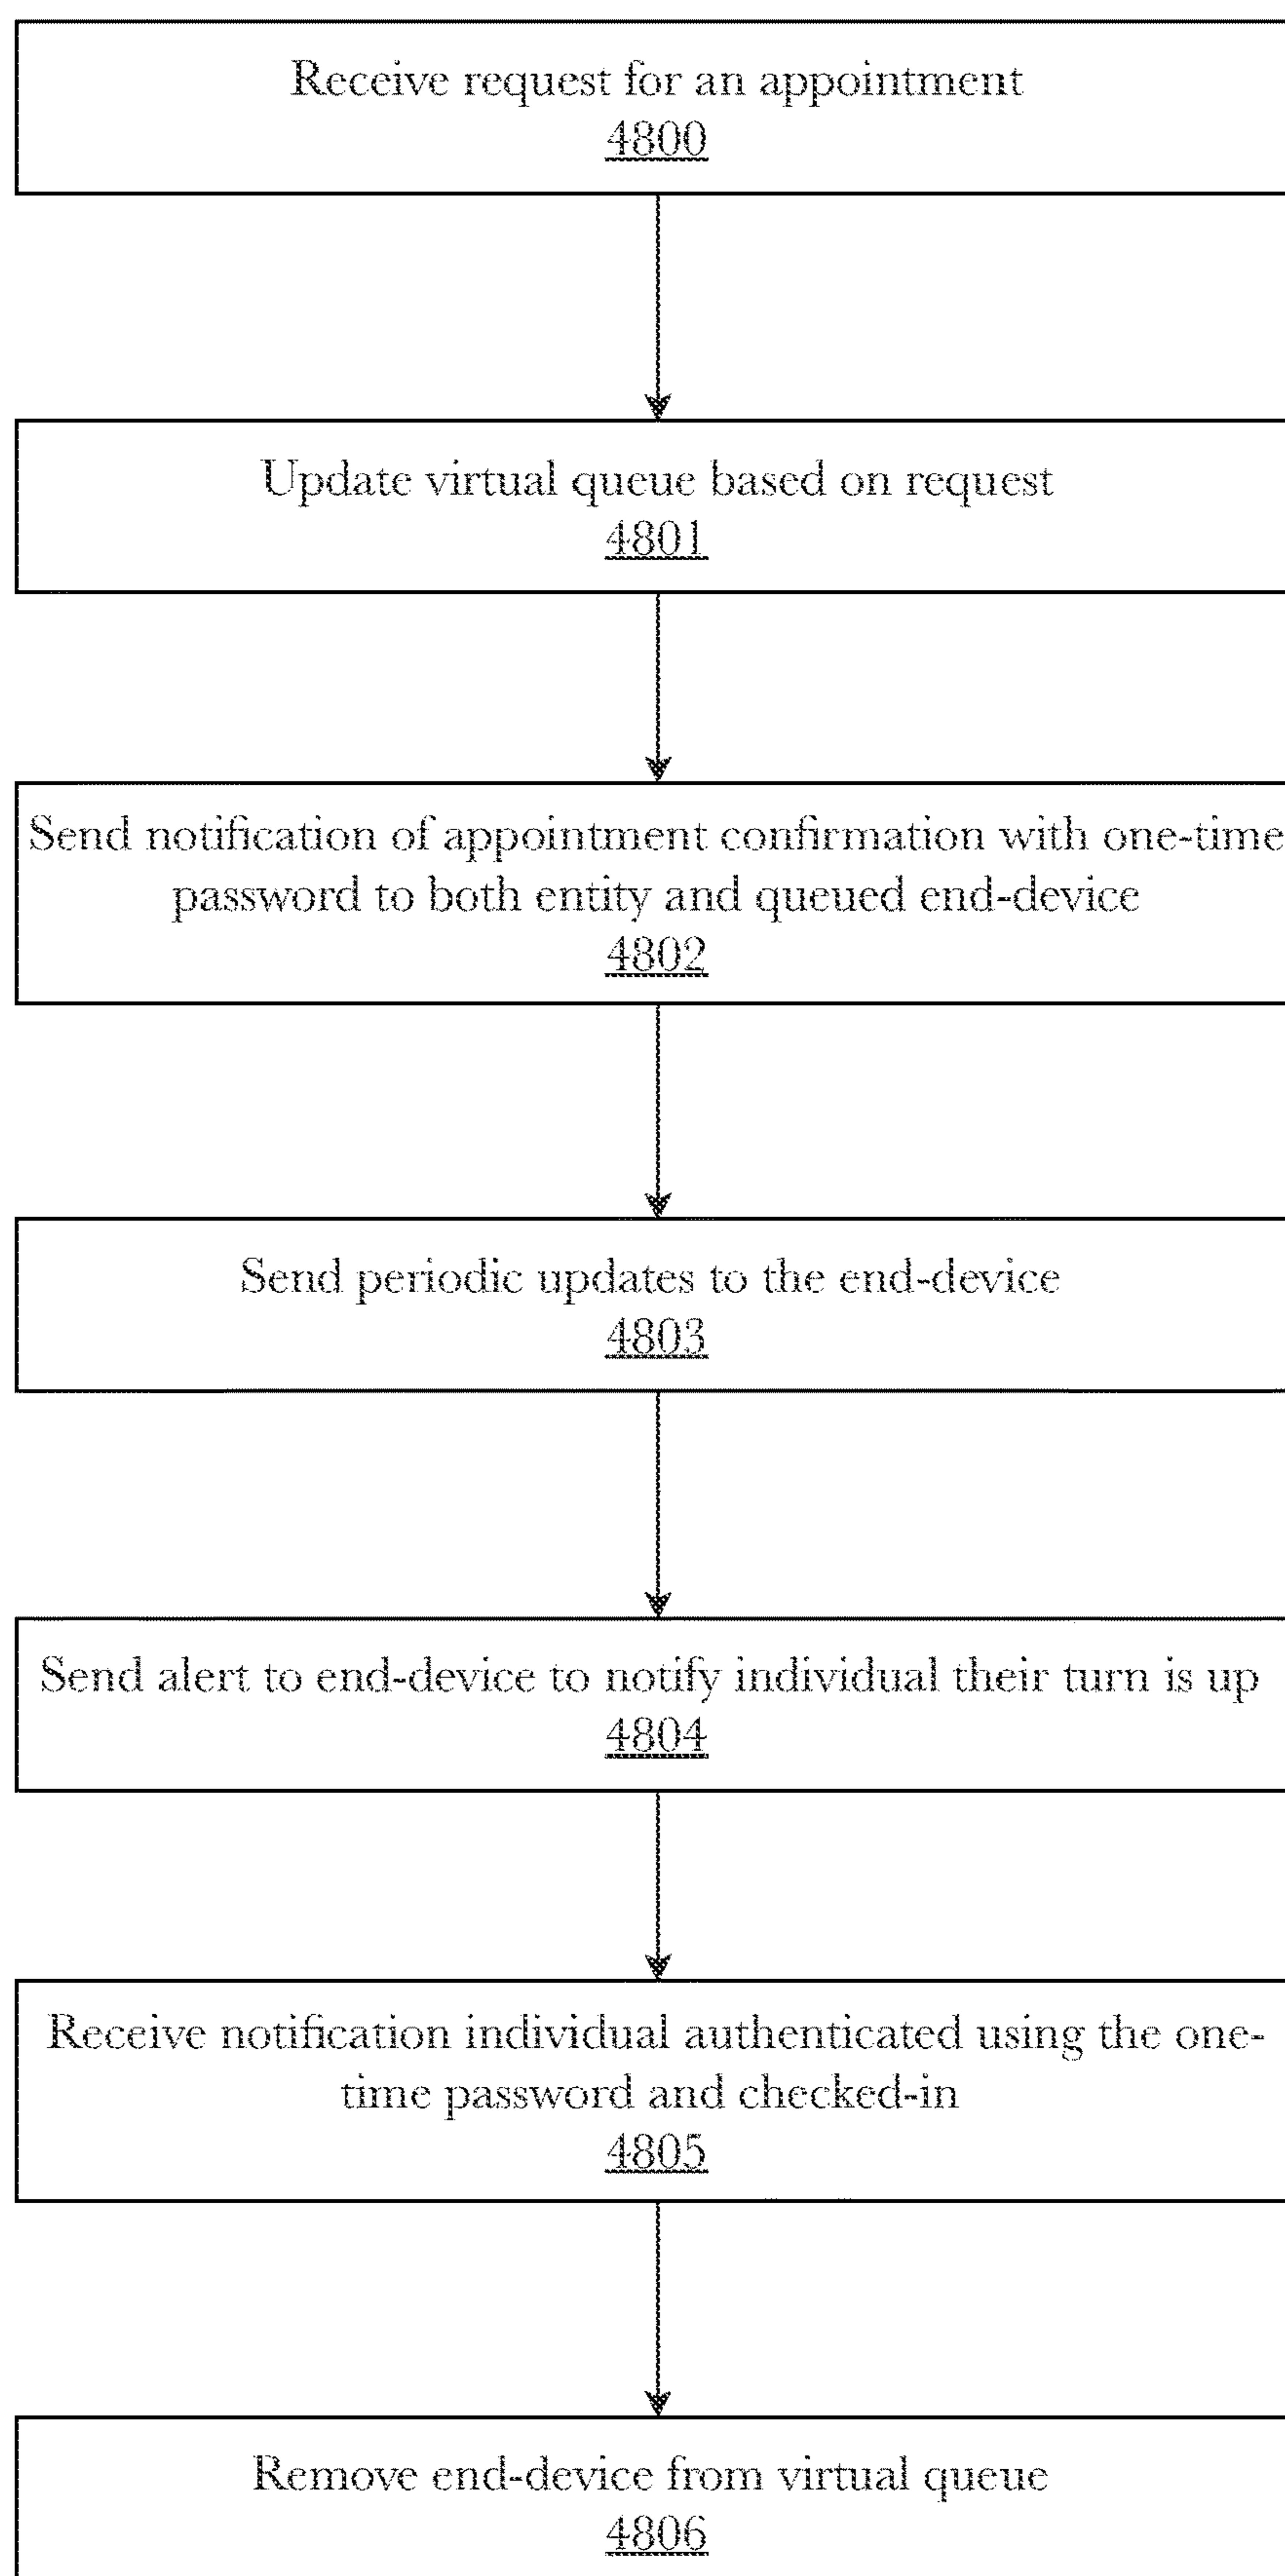 Receive request for an appointment
4800
Update virtual queue based on request
4801
Send notification of appointment confirmation with one-time
password to both entity and queued end-device
4802
Send periodic updates to the end-device
4803
Send alert to end-device to notify individual their turn is up
4804
Receive notification individual authenticated using the one-
time password and checked-in
4805
Remove end-device from virtual queue
4806